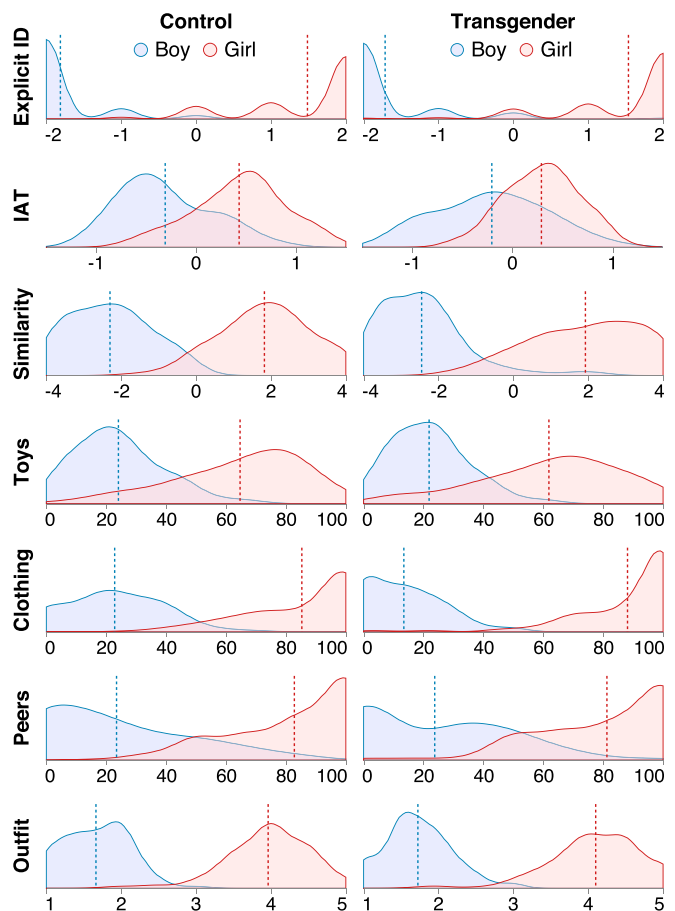 Control Transgender
Boy Girl Boy Girl
Explicit ID
-2 -1 0 1 2 -2 -1 0 1 2
IAT
-1 0 1 -1 0 1
Similarity
-4 -2 0 2 4 -4 -2 0 2 4
Toys
0 20 40 60 80 100 0 20 40 60 80 100
Clothing
0 20 40 60 80 100 0 20 40 60 80 100
Peers
0 20 40 60 80 100 0 20 40 60 80 100
Outfit
1 2 3 4 5 1 2 3 4 5